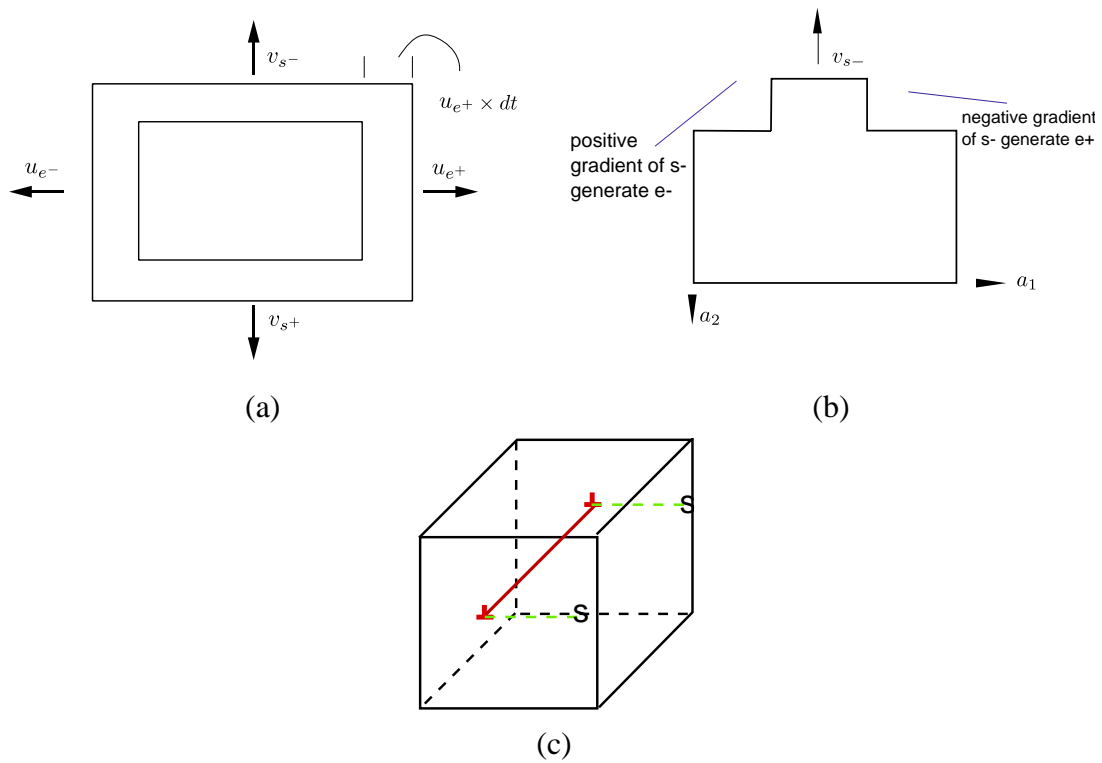 v_{s^-}
u_{e^+} × dt
u_{e^-}
u_{e^+}
v_{s^+}
(a)
v_{s-}
positive
gradient of s-
generate e-
negative gradient
of s- generate e+
a_1
a_2
(b)
S
S
(c)